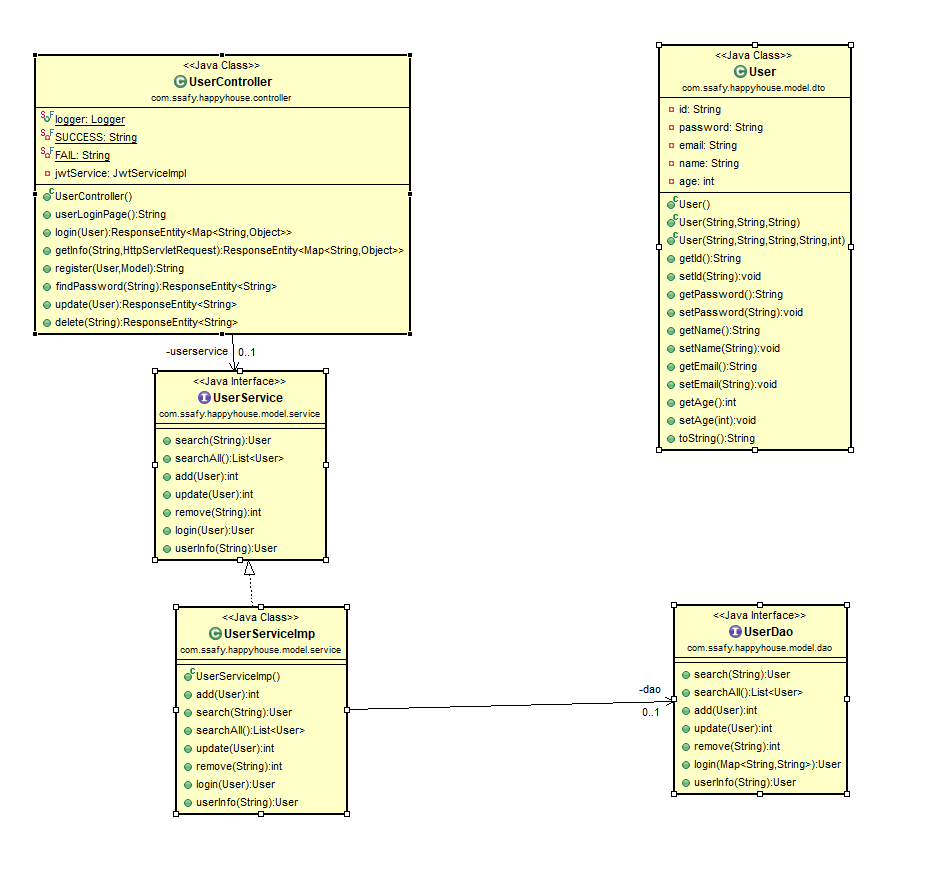 <<Java Class>>
UserController
com.ssafy.happyhouse.controller
logger: Logger
SUCCESS: String
FAIL: String
jwtService: JwtServiceImpl
UserController()
userLoginPage():String
login(User):ResponseEntity<Map<String,Object>>
getInfo(String,HttpServletRequest):ResponseEntity<Map<String,Object>>
register(User,Model):String
findPassword(String):ResponseEntity<String>
update(User):ResponseEntity<String>
delete(String):ResponseEntity<String>
-userservice
0..1
<<Java Interface>>
UserService
com.ssafy.happyhouse.model.service
search(String):User
searchAll():List<User>
add(User):int
update(User):int
remove(String):int
login(User):User
userInfo(String):User
<<Java Class>>
UserServiceImp
com.ssafy.happyhouse.model.service
UserServiceImp()
add(User):int
search(String):User
searchAll():List<User>
update(User):int
remove(String):int
login(User):User
userInfo(String):User
-dao
0..1
<<Java Class>>
User
com.ssafy.happyhouse.model.dto
id: String
password: String
email: String
name: String
age: int
User()
User(String,String,String)
User(String,String,String,String,int)
getId():String
setId(String):void
getPassword():String
setPassword(String):void
getName():String
setName(String):void
getEmail():String
setEmail(String):void
getAge():int
setAge(int):void
toString():String
<<Java Interface>>
UserDao
com.ssafy.happyhouse.model.dao
search(String):User
searchAll():List<User>
add(User):int
update(User):int
remove(String):int
login(Map<String,String>):User
userInfo(String):User